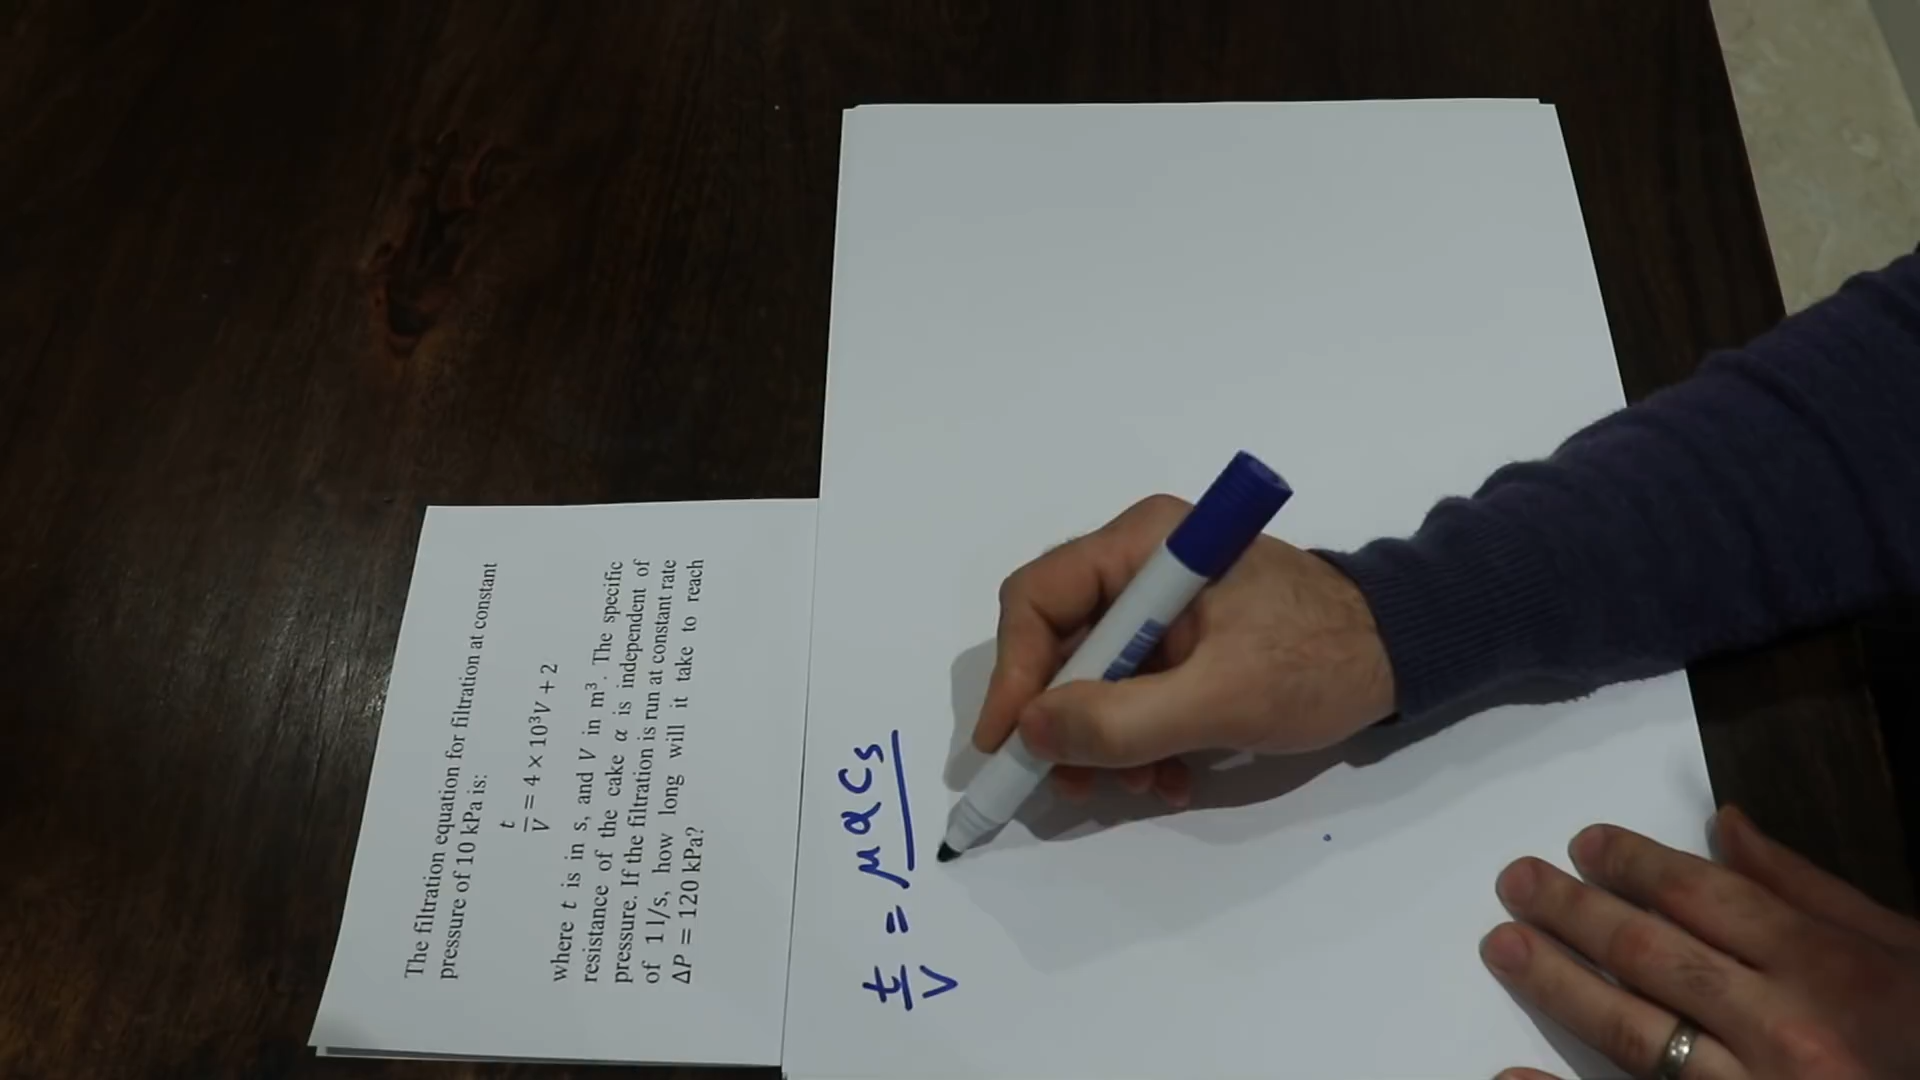 The filtration equation for filtration at constant
pressure of 10 kPa is:
t/V = 4 × 10³V + 2
where t is in s, and V in m³. The specific
resistance of the cake α is independent of
pressure. If the filtration is run at constant rate
of 1 l/s, how long will it take to reach
ΔP = 120 kPa?
t/V = μαCs